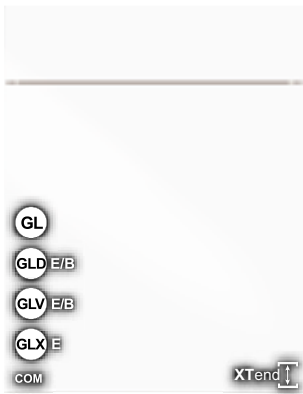 GL
GLD E/B
GLV E/B
GLX E
COM
XTend